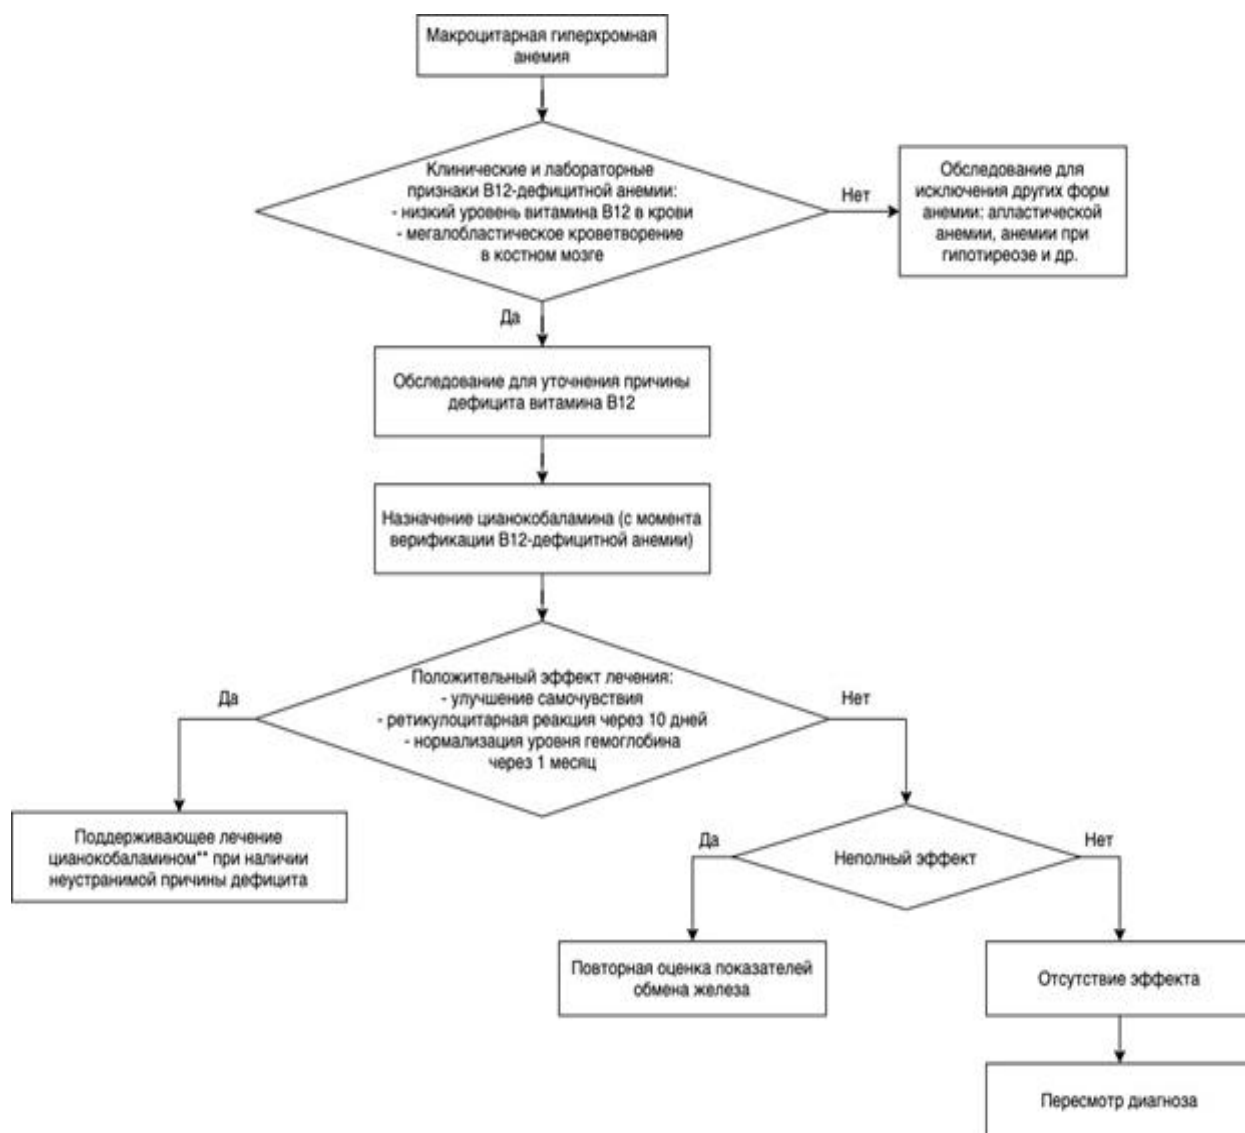 Макроцитарная гиперхромная
анемия
Клинические и лабораторные
признаки В12-дефицитной анемии:
- низкий уровень витамина В12 в крови
- мегалобластическое кроветворение
в костном мозге
Нет
Обследование для
исключения других форм
анемии: апластической
анемии, анемии при
гипотиреозе и др.
Да
Обследование для уточнения причины
дефицита витамина В12
Назначение цианокобаламина (с момента
верификации В12-дефицитной анемии)
Положительный эффект лечения:
- улучшение самочувствия
- ретикулоцитарная реакция через 10 дней
- нормализация уровня гемоглобина
через 1 месяц
Да
Нет
Поддерживающее лечение
цианокобаламином** при наличии
неустранимой причины дефицита
Неполный эффект
Да
Нет
Повторная оценка показателей
обмена железа
Отсутствие эффекта
Пересмотр диагноза